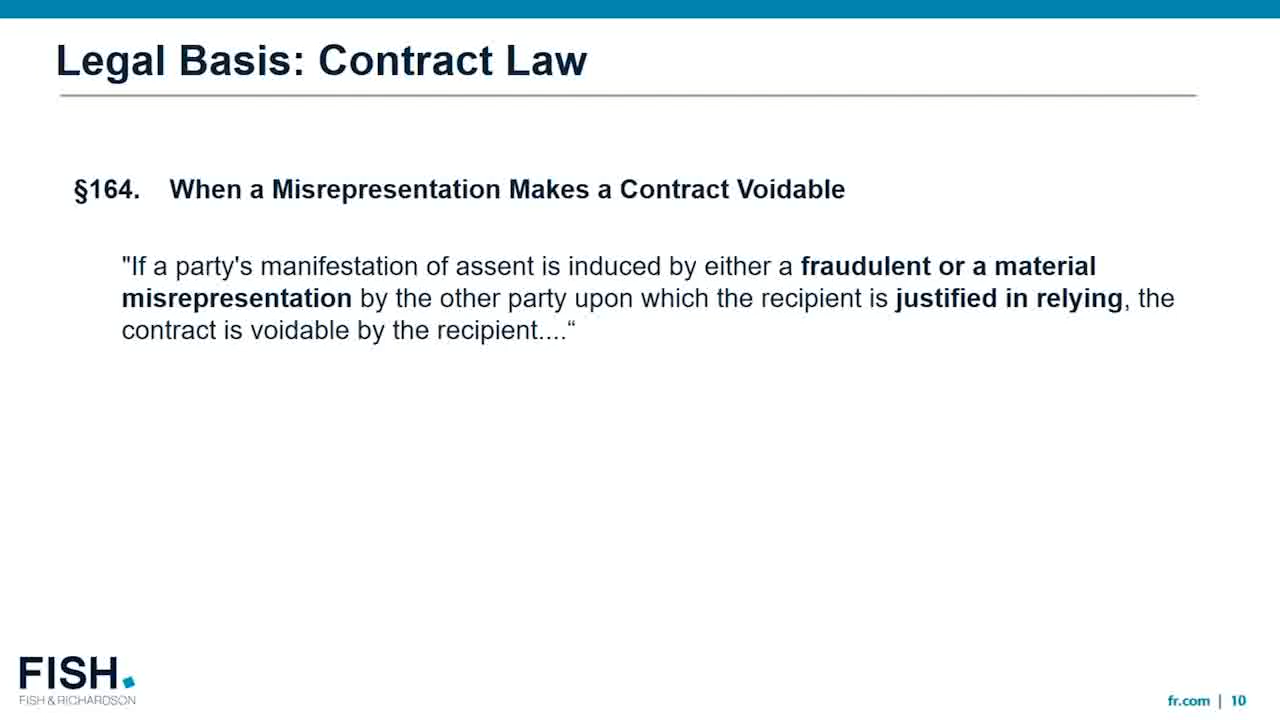 Legal Basis: Contract Law
§164. When a Misrepresentation Makes a Contract Voidable
"If a party's manifestation of assent is induced by either a fraudulent or a material
misrepresentation by the other party upon which the recipient is justified in relying, the
contract is voidable by the recipient....“
FISH.
FISH & RICHARDSON
fr.com | 10